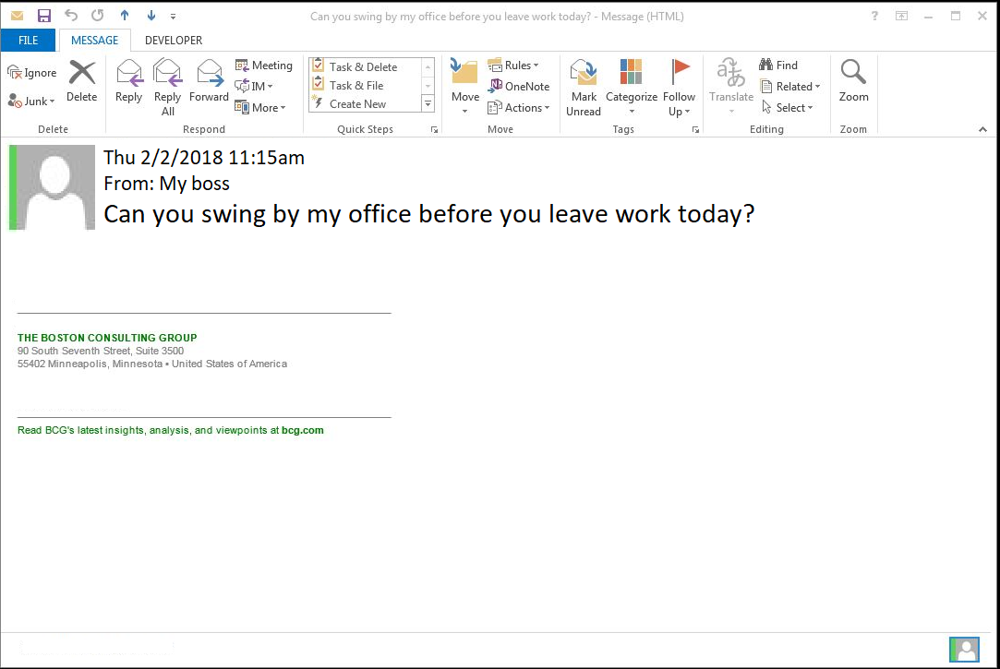 Can you swing by my office before you leave work today? - Message (HTML)
?
FILE MESSAGE DEVELOPER
Ignore
Junk
Delete
Delete
Reply
Reply All
Forward
Meeting
IM
More
Respond
Task & Delete
Task & File
Create New
Quick Steps
Move
Rules
OneNote
Actions
Move
Mark Unread
Categorize
Follow Up
Tags
Translate
Find
Related
Select
Editing
Zoom
Zoom
Thu 2/2/2018 11:15am
From: My boss
Can you swing by my office before you leave work today?
THE BOSTON CONSULTING GROUP
90 South Seventh Street, Suite 3500
55402 Minneapolis, Minnesota • United States of America
Read BCG's latest insights, analysis, and viewpoints at bcg.com